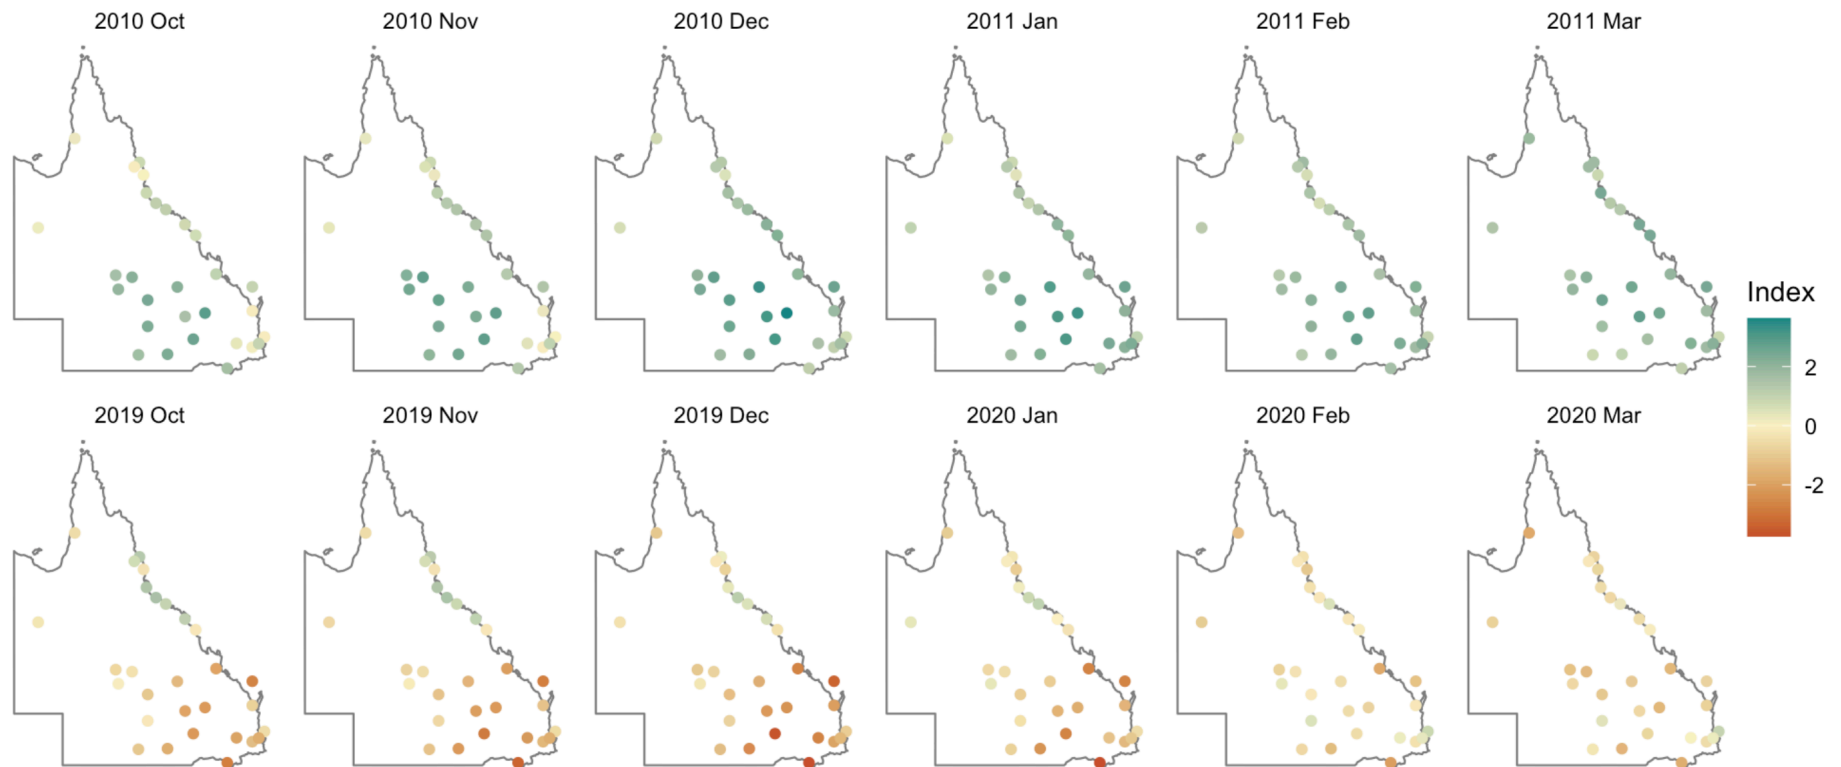 2010 Oct
2010 Nov
2010 Dec
2011 Jan
2011 Feb
2011 Mar
Index
2
0
-2
2019 Oct
2019 Nov
2019 Dec
2020 Jan
2020 Feb
2020 Mar